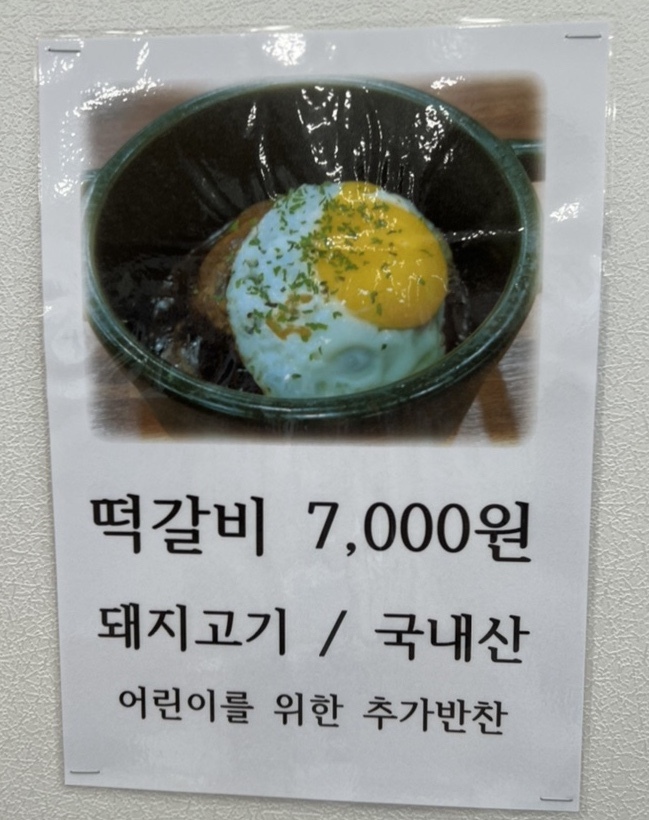 떡갈비 7,000원
돼지고기 / 국내산
어린이를 위한 추가반찬